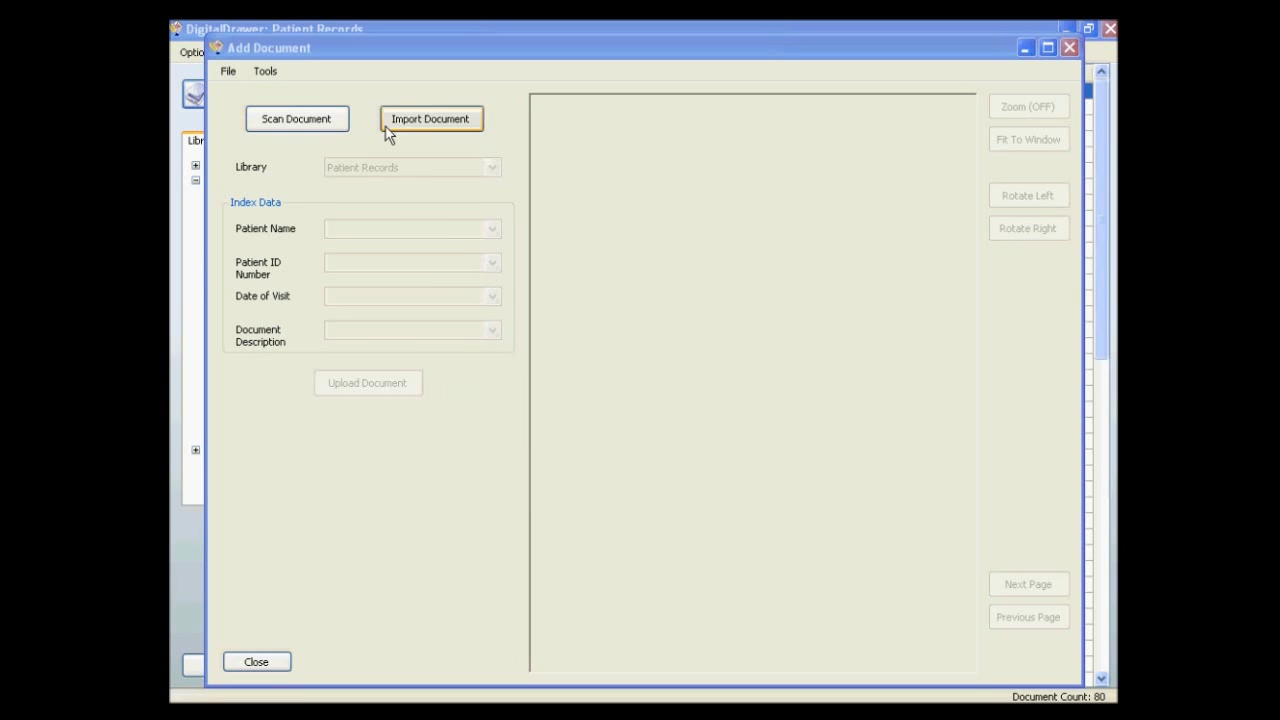 DigitalDrawer: Patient Records
Add Document
File Tools
Scan Document Import Document
Library Patient Records
Index Data
Patient Name
Patient ID
Number
Date of Visit
Document
Description
Upload Document
Close
Zoom (OFF)
Fit To Window
Rotate Left
Rotate Right
Next Page
Previous Page
Document Count: 80